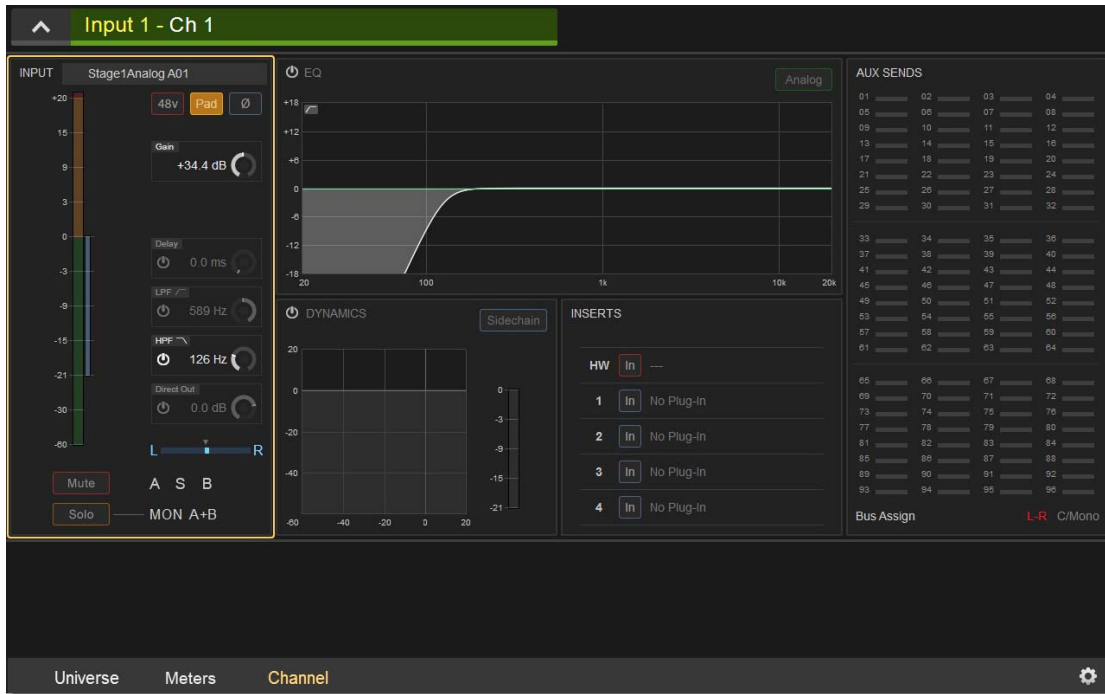 Input 1 - Ch 1
INPUT Stage1Analog A01
48v Pad Ø
Gain
+34.4 dB
Delay
0.0 ms
LPF
589 Hz
HPF
126 Hz
Direct Out
0.0 dB
L R
+20
15
9
3
0
-3
-9
-15
-21
-30
-60
Mute A S B
Solo MON A+B
EQ Analog
+18
+12
+6
0
-6
-12
-18
20 100 1k 10k 20k
DYNAMICS Sidechain
20
0
-20
-40
-60 -40 -20 0 20
0
-3
-9
-15
-21
INSERTS
HW In ---
1 In No Plug-In
2 In No Plug-In
3 In No Plug-In
4 In No Plug-In
AUX SENDS
01 02 03 04
05 06 07 08
09 10 11 12
13 14 15 16
17 18 19 20
21 22 23 24
25 26 27 28
29 30 31 32
33 34 35 36
37 38 39 40
41 42 43 44
45 46 47 48
49 50 51 52
53 54 55 56
57 58 59 60
61 62 63 64
65 66 67 68
69 70 71 72
73 74 75 76
77 78 79 80
81 82 83 84
85 86 87 88
89 90 91 92
93 94 95 96
Bus Assign L-R C/Mono
Universe Meters Channel